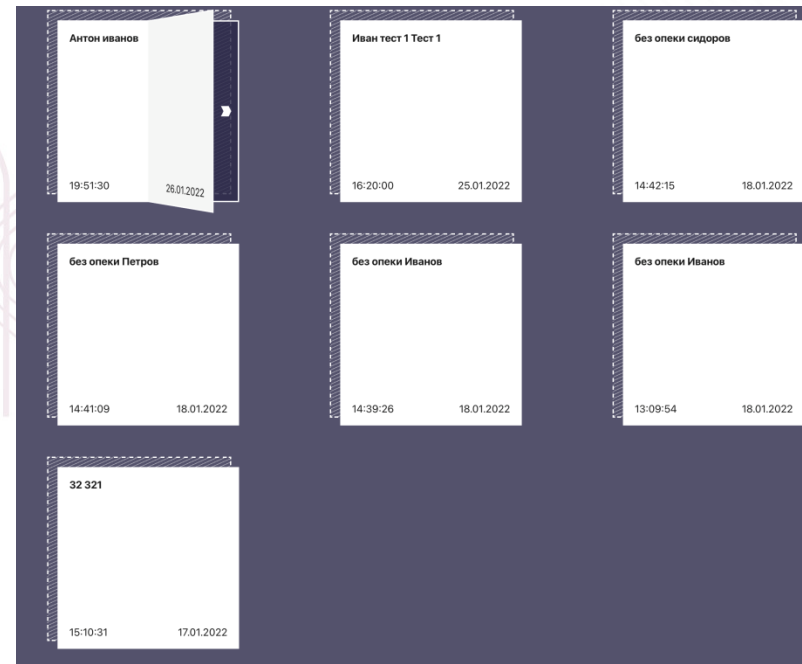 Антон иванов
19:51:30 26.01.2022
Иван тест 1 Тест 1
16:20:00 25.01.2022
без опеки сидоров
14:42:15 18.01.2022
без опеки Петров
14:41:09 18.01.2022
без опеки Иванов
14:39:26 18.01.2022
без опеки Иванов
13:09:54 18.01.2022
32 321
15:10:31 17.01.2022